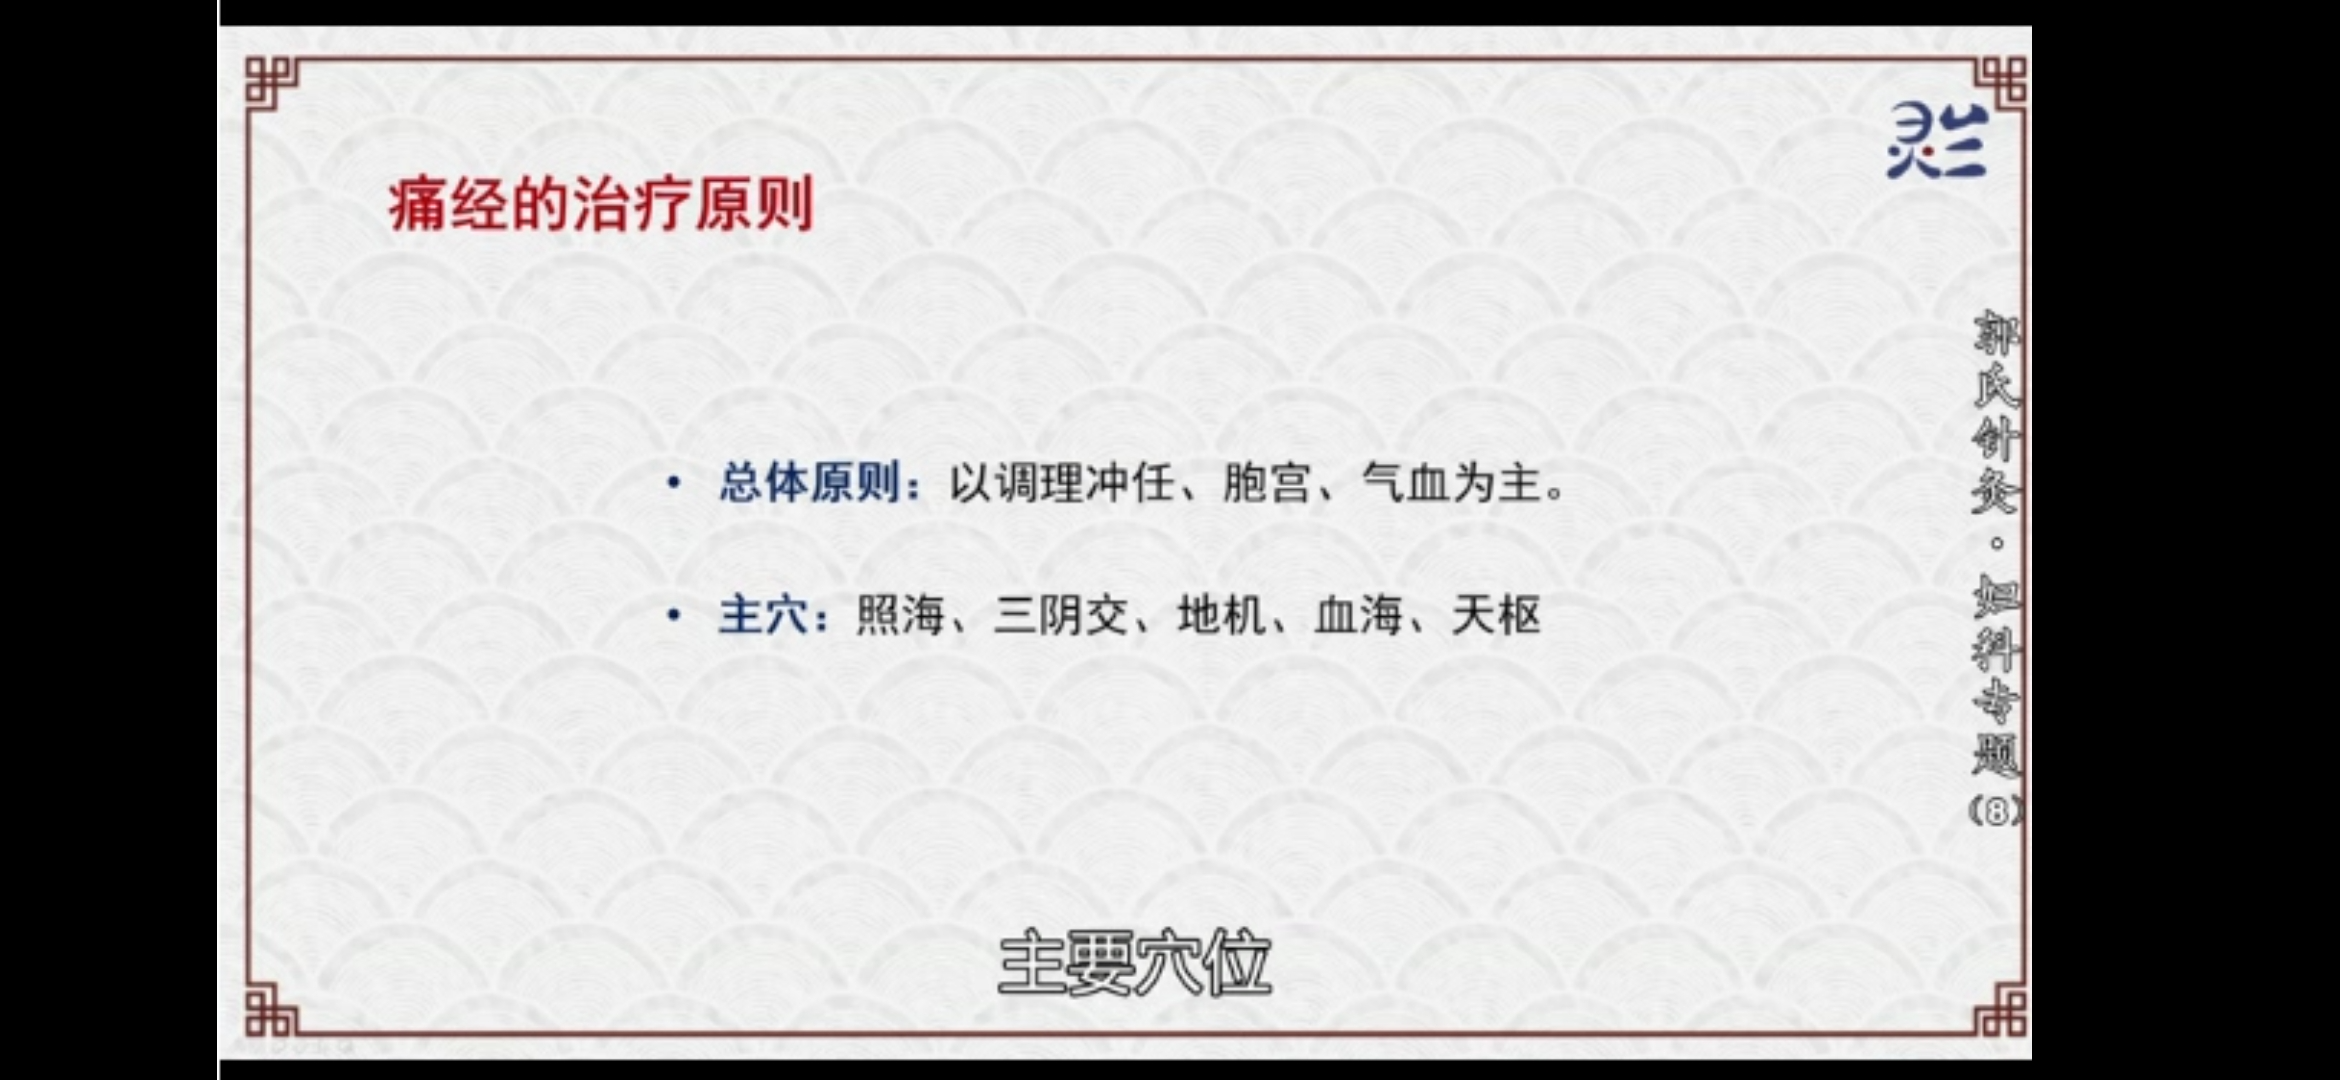 灵兰
痛经的治疗原则
• 总体原则：以调理冲任、胞宫、气血为主。
• 主穴：照海、三阴交、地机、血海、天枢
郭氏针灸·妇科专题(8)
主要穴位